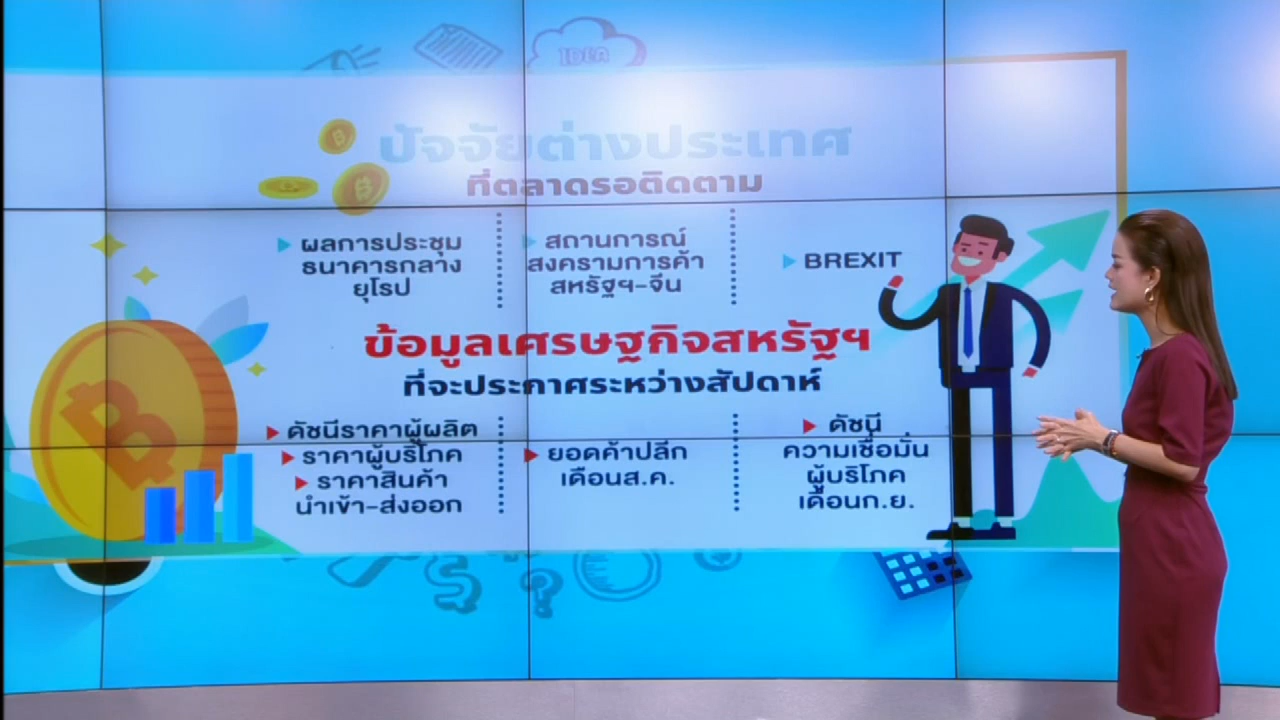 IDEA
ปัจจัยต่างประเทศ
ที่ตลาดรอติดตาม
ผลการประชุม
ธนาคารกลาง
ยุโรป
สถานการณ์
สงครามการค้า
สหรัฐฯ-จีน
BREXIT
ข้อมูลเศรษฐกิจสหรัฐฯ
ที่จะประกาศระหว่างสัปดาห์
ดัชนีราคาผู้ผลิต
ราคาผู้บริโภค
ราคาสินค้า
นำเข้า-ส่งออก
ยอดค้าปลีก
เดือนส.ค.
ดัชนี
ความเชื่อมั่น
ผู้บริโภค
เดือนก.ย.